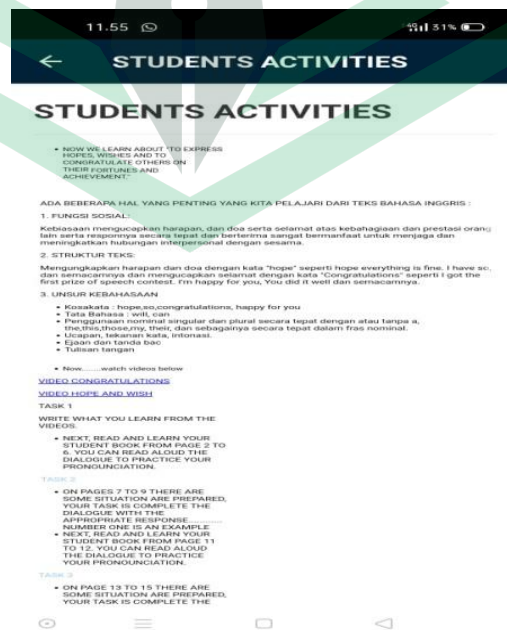 11.55
4G 31%
STUDENTS ACTIVITIES
STUDENTS ACTIVITIES
NOW WE LEARN ABOUT "TO EXPRESS
HOPES, WISHES AND TO
CONGRATULATE OTHERS ON
THEIR FORTUNES AND
ACHIEVEMENT."
ADA BEBERAPA HAL YANG PENTING YANG KITA PELAJARI DARI TEKS BAHASA INGGRIS :
1. FUNGSI SOSIAL:
Kebiasaan mengucapkan harapan, dan doa serta selamat atas kebahagiaan dan prestasi orang
lain serta responnya secara tepat dan berterima sangat bermanfaat untuk menjaga dan
meningkatkan hubungan interpersonal dengan sesama.
2. STRUKTUR TEKS:
Mengungkapkan harapan dan doa dengan kata "hope" seperti hope everything is fine. I have so,
dan semacamnya dan mengucapkan selamat dengan kata "Congratulations" seperti I got the
first prize of speech contest. I'm happy for you, You did it well dan semacamnya.
3. UNSUR KEBAHASAAN
Kosakata : hope,so,congratulations, happy for you
Tata Bahasa : will, can
Penggunaan nominal singular dan plural secara tepat dengan atau tanpa a,
the,this,those,my, their, dan sebagainya secara tepat dalam fras nominal.
Ucapan, tekanan kata, intonasi.
Ejaan dan tanda bac
Tulisan tangan
Now.......watch videos below
VIDEO CONGRATULATIONS
VIDEO HOPE AND WISH
TASK 1
WRITE WHAT YOU LEARN FROM THE
VIDEOS.
NEXT, READ AND LEARN YOUR
STUDENT BOOK FROM PAGE 2 TO
6. YOU CAN READ ALOUD THE
DIALOGUE TO PRACTICE YOUR
PRONOUNCIATION.
TASK 2
ON PAGES 7 TO 9 THERE ARE
SOME SITUATION ARE PREPARED,
YOUR TASK IS COMPLETE THE
DIALOGUE WITH THE
APPROPRIATE RESPONSE............
NUMBER ONE IS AN EXAMPLE
NEXT, READ AND LEARN YOUR
STUDENT BOOK FROM PAGE 11
TO 12. YOU CAN READ ALOUD
THE DIALOGUE TO PRACTICE
YOUR PRONOUNCIATION.
TASK 3
ON PAGE 13 TO 15 THERE ARE
SOME SITUATION ARE PREPARED,
YOUR TASK IS COMPLETE THE